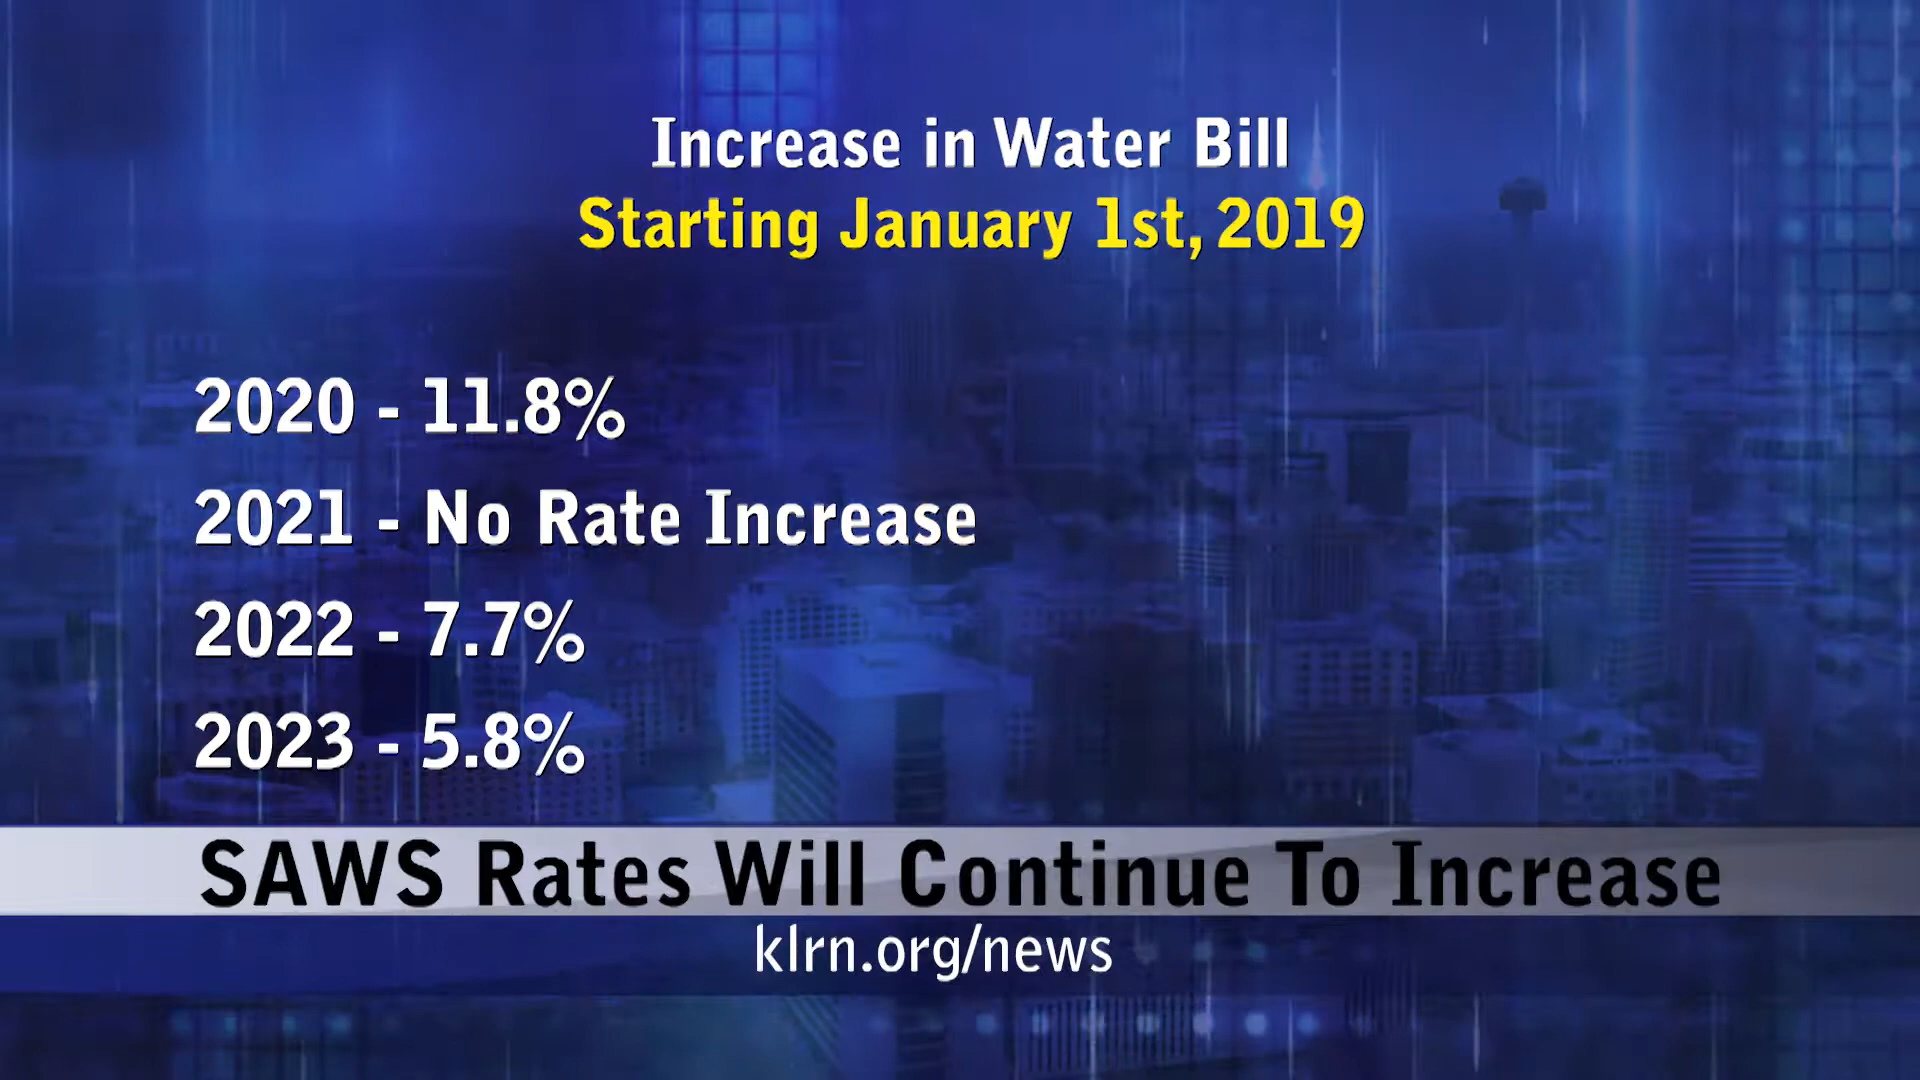 Increase in Water Bill
Starting January 1st, 2019
2020 - 11.8%
2021 - No Rate Increase
2022 - 7.7%
2023 - 5.8%
SAWS Rates Will Continue To Increase
klrn.org/news